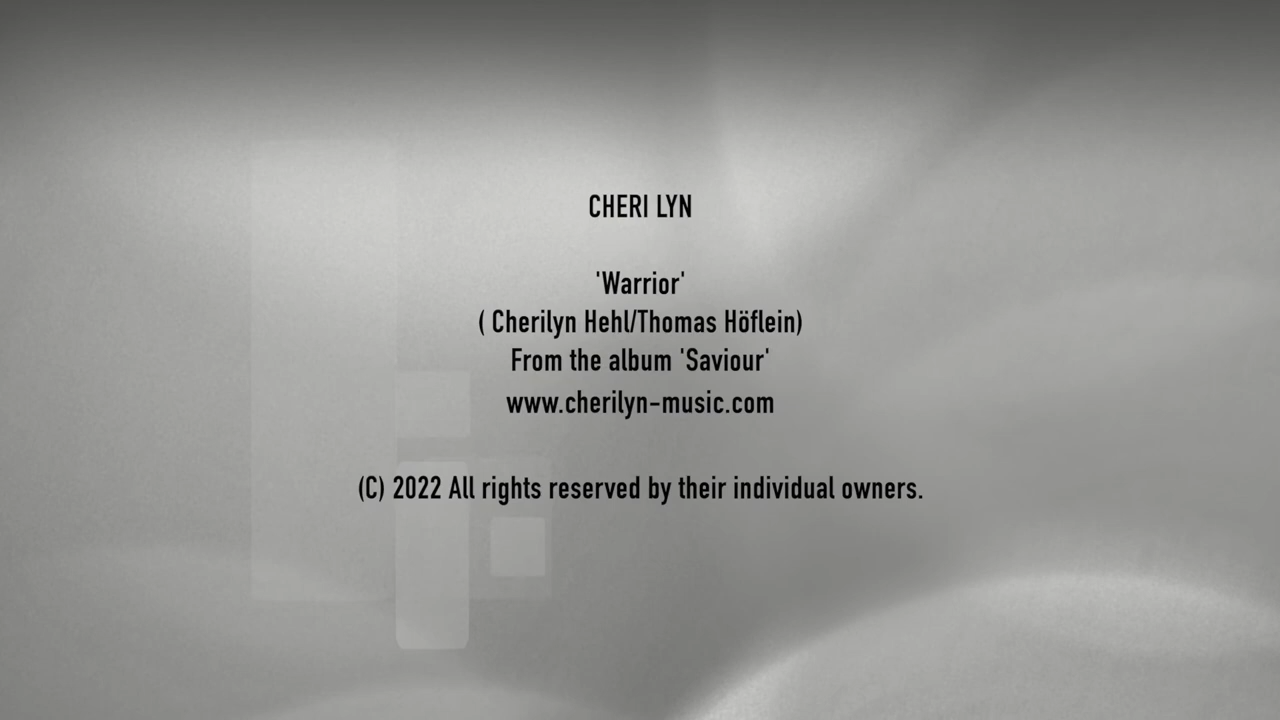 CHERI LYN
'Warrior'
( Cherilyn Hehl/Thomas Höflein)
From the album 'Saviour'
www.cherilyn-music.com
(C) 2022 All rights reserved by their individual owners.